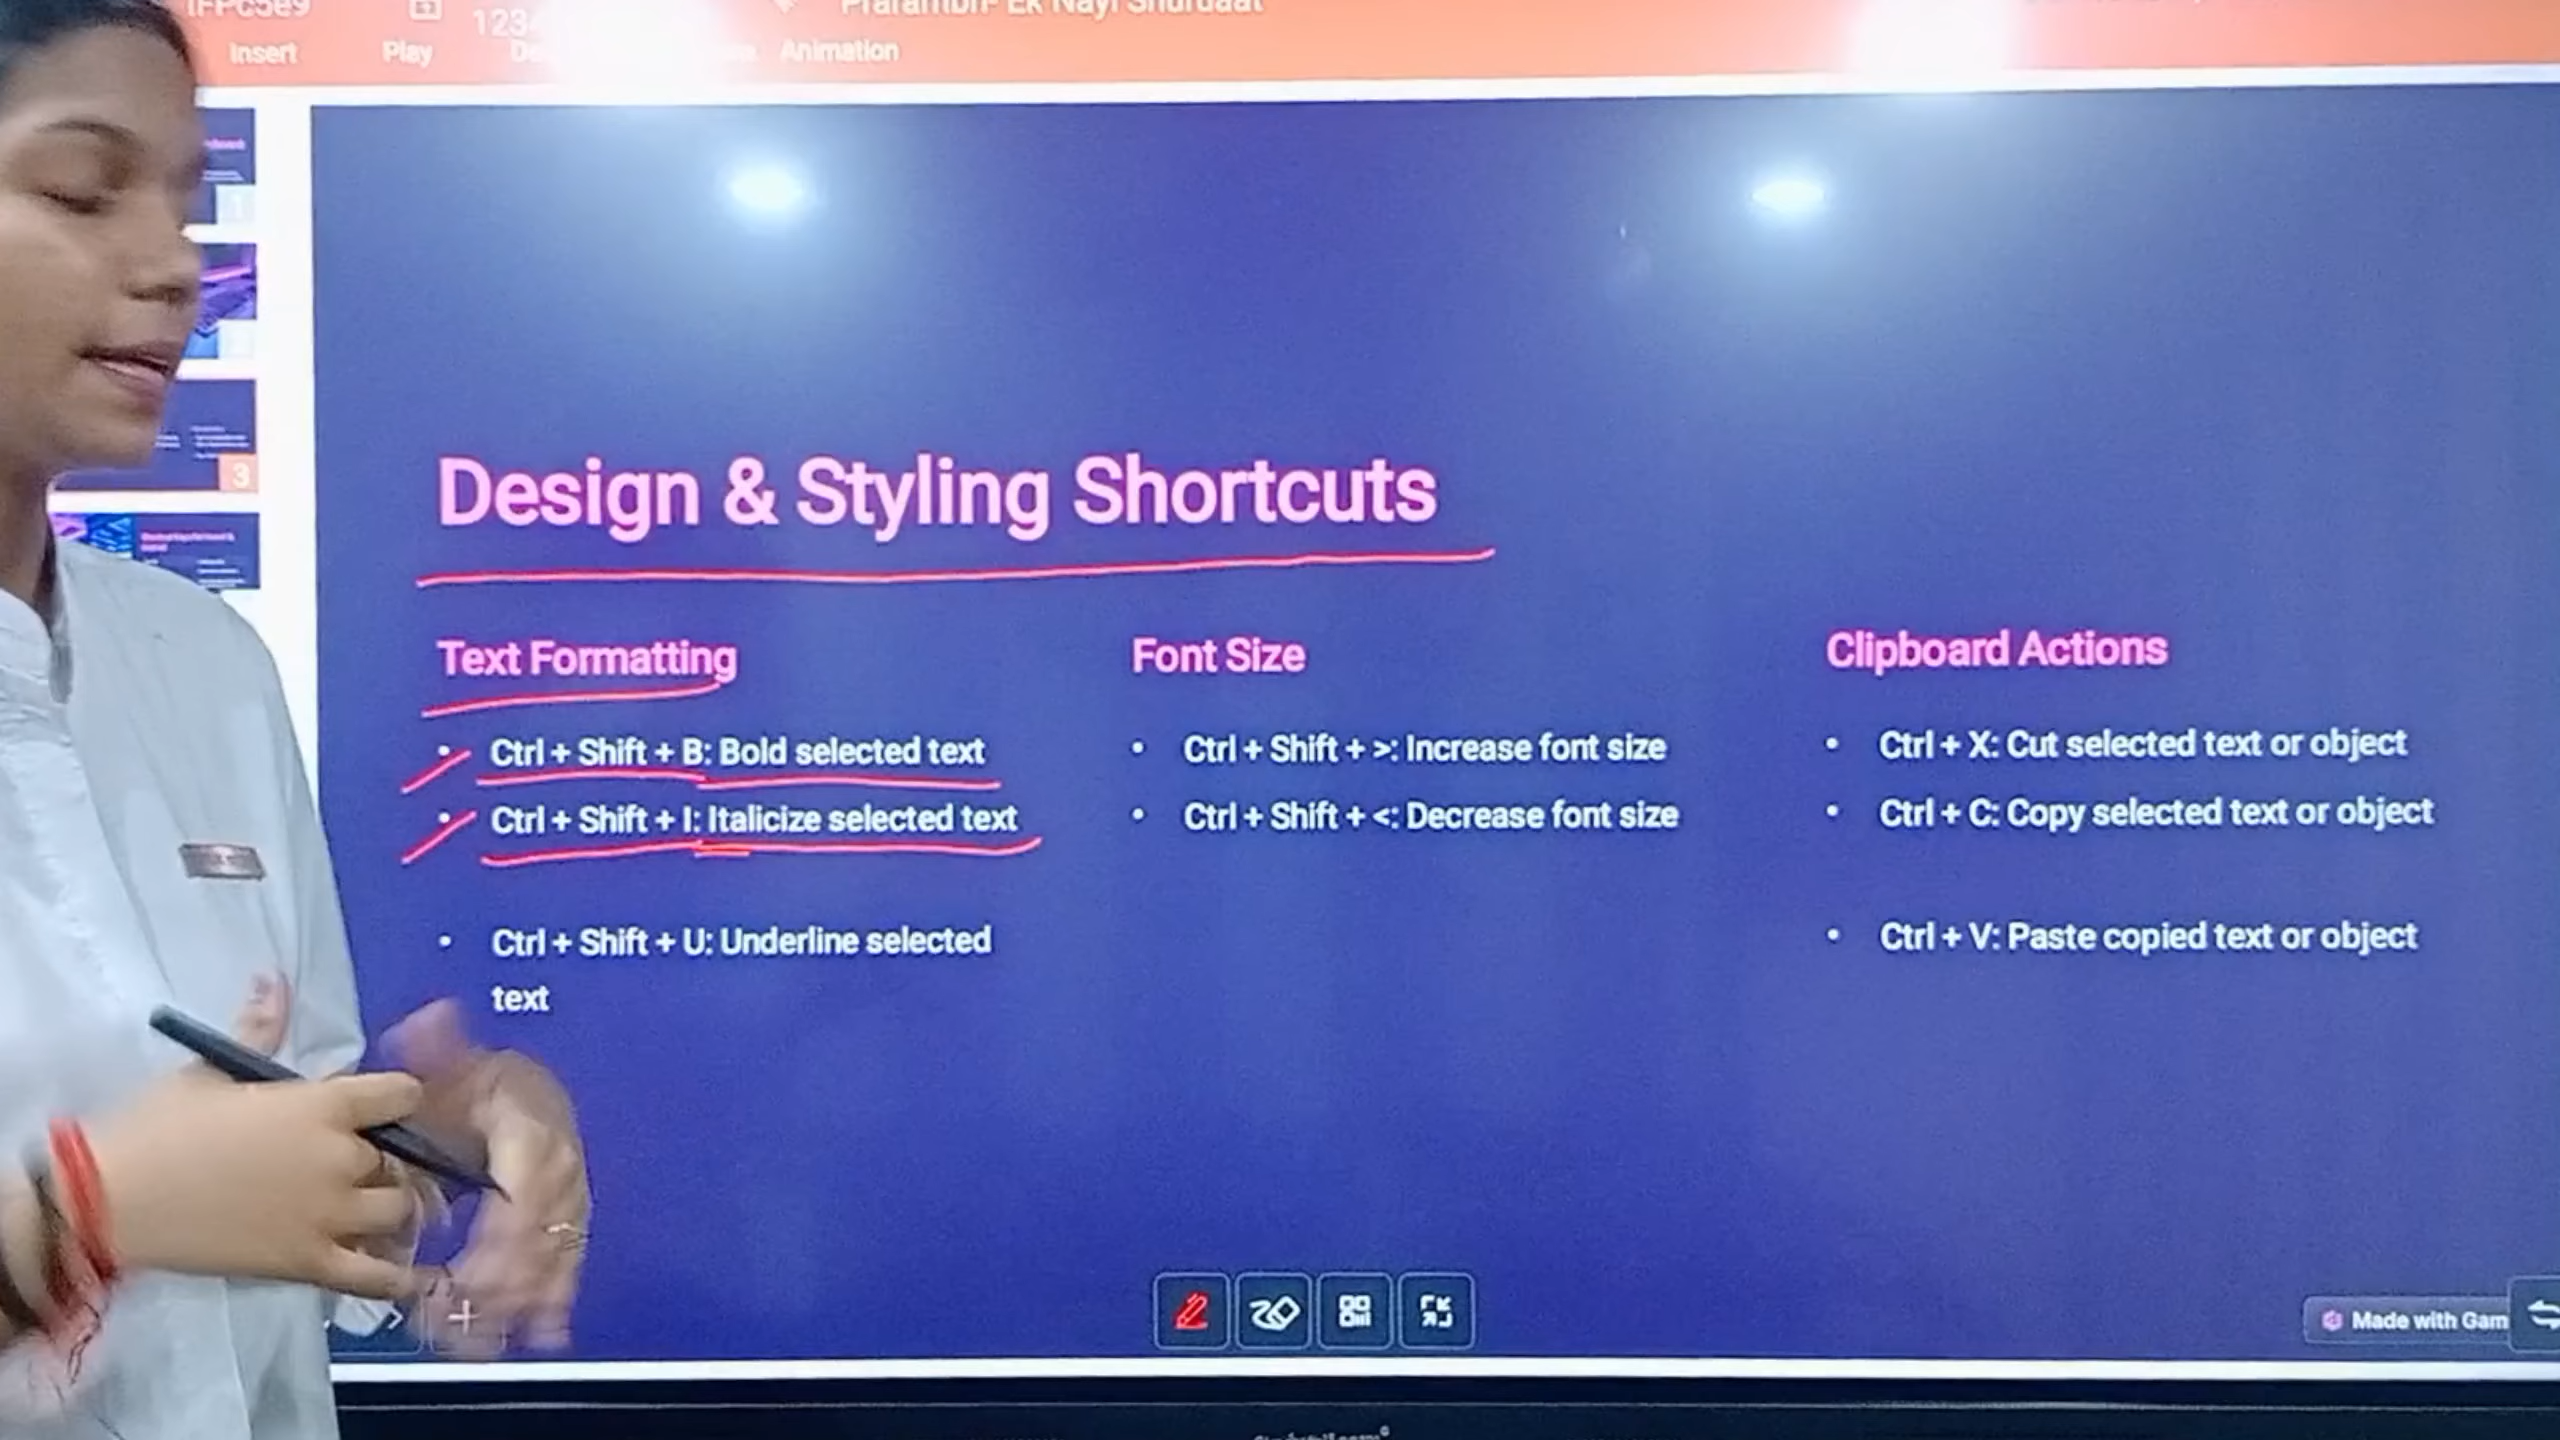 Insert
Play
Animation
Design & Styling Shortcuts
Text Formatting
• Ctrl + Shift + B: Bold selected text
• Ctrl + Shift + I: Italicize selected text
• Ctrl + Shift + U: Underline selected
text
Font Size
• Ctrl + Shift + >: Increase font size
• Ctrl + Shift + <: Decrease font size
Clipboard Actions
• Ctrl + X: Cut selected text or object
• Ctrl + C: Copy selected text or object
• Ctrl + V: Paste copied text or object
1
3
Made with Gam